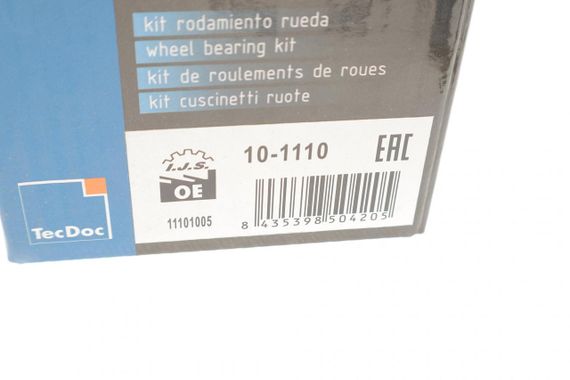 kit rodamiento rueda
wheel bearing kit
kit de roulements de roues
kit cuscinetti ruote
I.J.S. 10-1110 EAC
OE
11101005
8 435398 504205
TecDoc